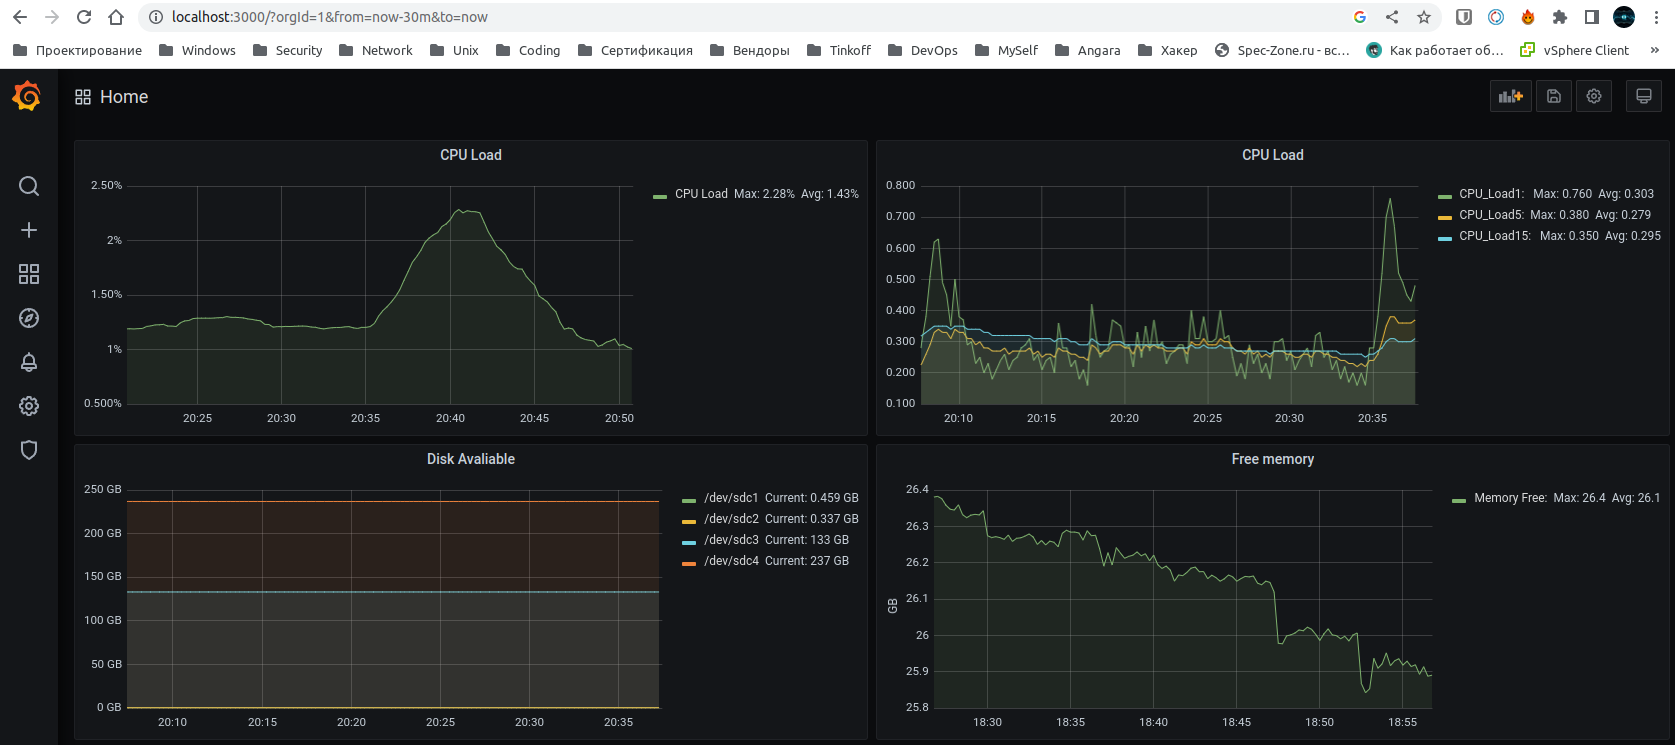 localhost:3000/?orgId=1&from=now-30m&to=now
Проектирование Windows Security Network Unix Coding Сертификация Вендоры Tinkoff DevOps MySelf Angara Хакер Spec-Zone.ru - вс... Как работает об... vSphere Client »
Home
CPU Load
2.50%
2%
1.50%
1%
0.500%
20:25 20:30 20:35 20:40 20:45 20:50
CPU Load Max: 2.28% Avg: 1.43%
CPU Load
0.800
0.700
0.600
0.500
0.400
0.300
0.200
0.100
20:10 20:15 20:20 20:25 20:30 20:35
CPU_Load1: Max: 0.760 Avg: 0.303
CPU_Load5: Max: 0.380 Avg: 0.279
CPU_Load15: Max: 0.350 Avg: 0.295
Disk Avaliable
250 GB
200 GB
150 GB
100 GB
50 GB
0 GB
20:10 20:15 20:20 20:25 20:30 20:35
/dev/sdc1 Current: 0.459 GB
/dev/sdc2 Current: 0.337 GB
/dev/sdc3 Current: 133 GB
/dev/sdc4 Current: 237 GB
Free memory
GB
26.4
26.3
26.2
26.1
26
25.9
25.8
18:30 18:35 18:40 18:45 18:50 18:55
Memory Free: Max: 26.4 Avg: 26.1